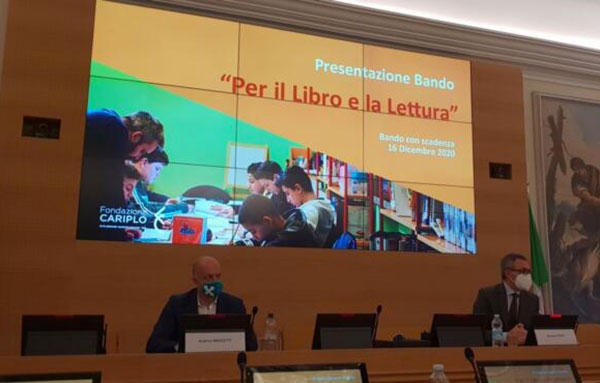 Presentazione Bando
“Per il Libro e la Lettura”
Bando con scadenza
16 Dicembre 2020
Fondazione
CARIPLO